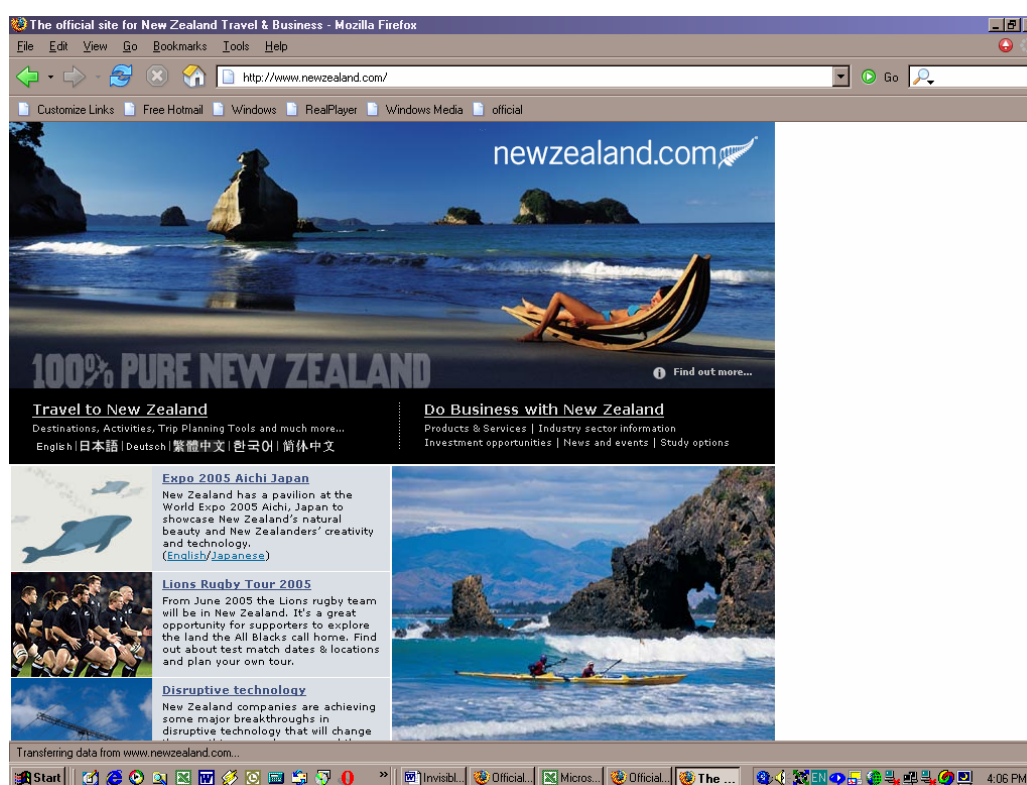 The official site for New Zealand Travel & Business - Mozilla Firefox
File Edit View Go Bookmarks Tools Help
http://www.newzealand.com/ Go
Customize Links Free Hotmail Windows RealPlayer Windows Media official
newzealand.com
100% PURE NEW ZEALAND
Find out more...
Travel to New Zealand
Destinations, Activities, Trip Planning Tools and much more...
English | 日本語 | Deutsch | 繁體中文 | 한국어 | 简体中文
Do Business with New Zealand
Products & Services | Industry sector information
Investment opportunities | News and events | Study options
Expo 2005 Aichi Japan
New Zealand has a pavilion at the
World Expo 2005 Aichi, Japan to
showcase New Zealand's natural
beauty and New Zealanders' creativity
and technology.
(English/Japanese)
Lions Rugby Tour 2005
From June 2005 the Lions rugby team
will be in New Zealand. It's a great
opportunity for supporters to explore
the land the All Blacks call home. Find
out about test match dates & locations
and plan your own tour.
Disruptive technology
New Zealand companies are achieving
some major breakthroughs in
disruptive technology that will change
Transferring data from www.newzealand.com...
Start » Invisibl... Official... Micros... Official... The ... EN 4:06 PM